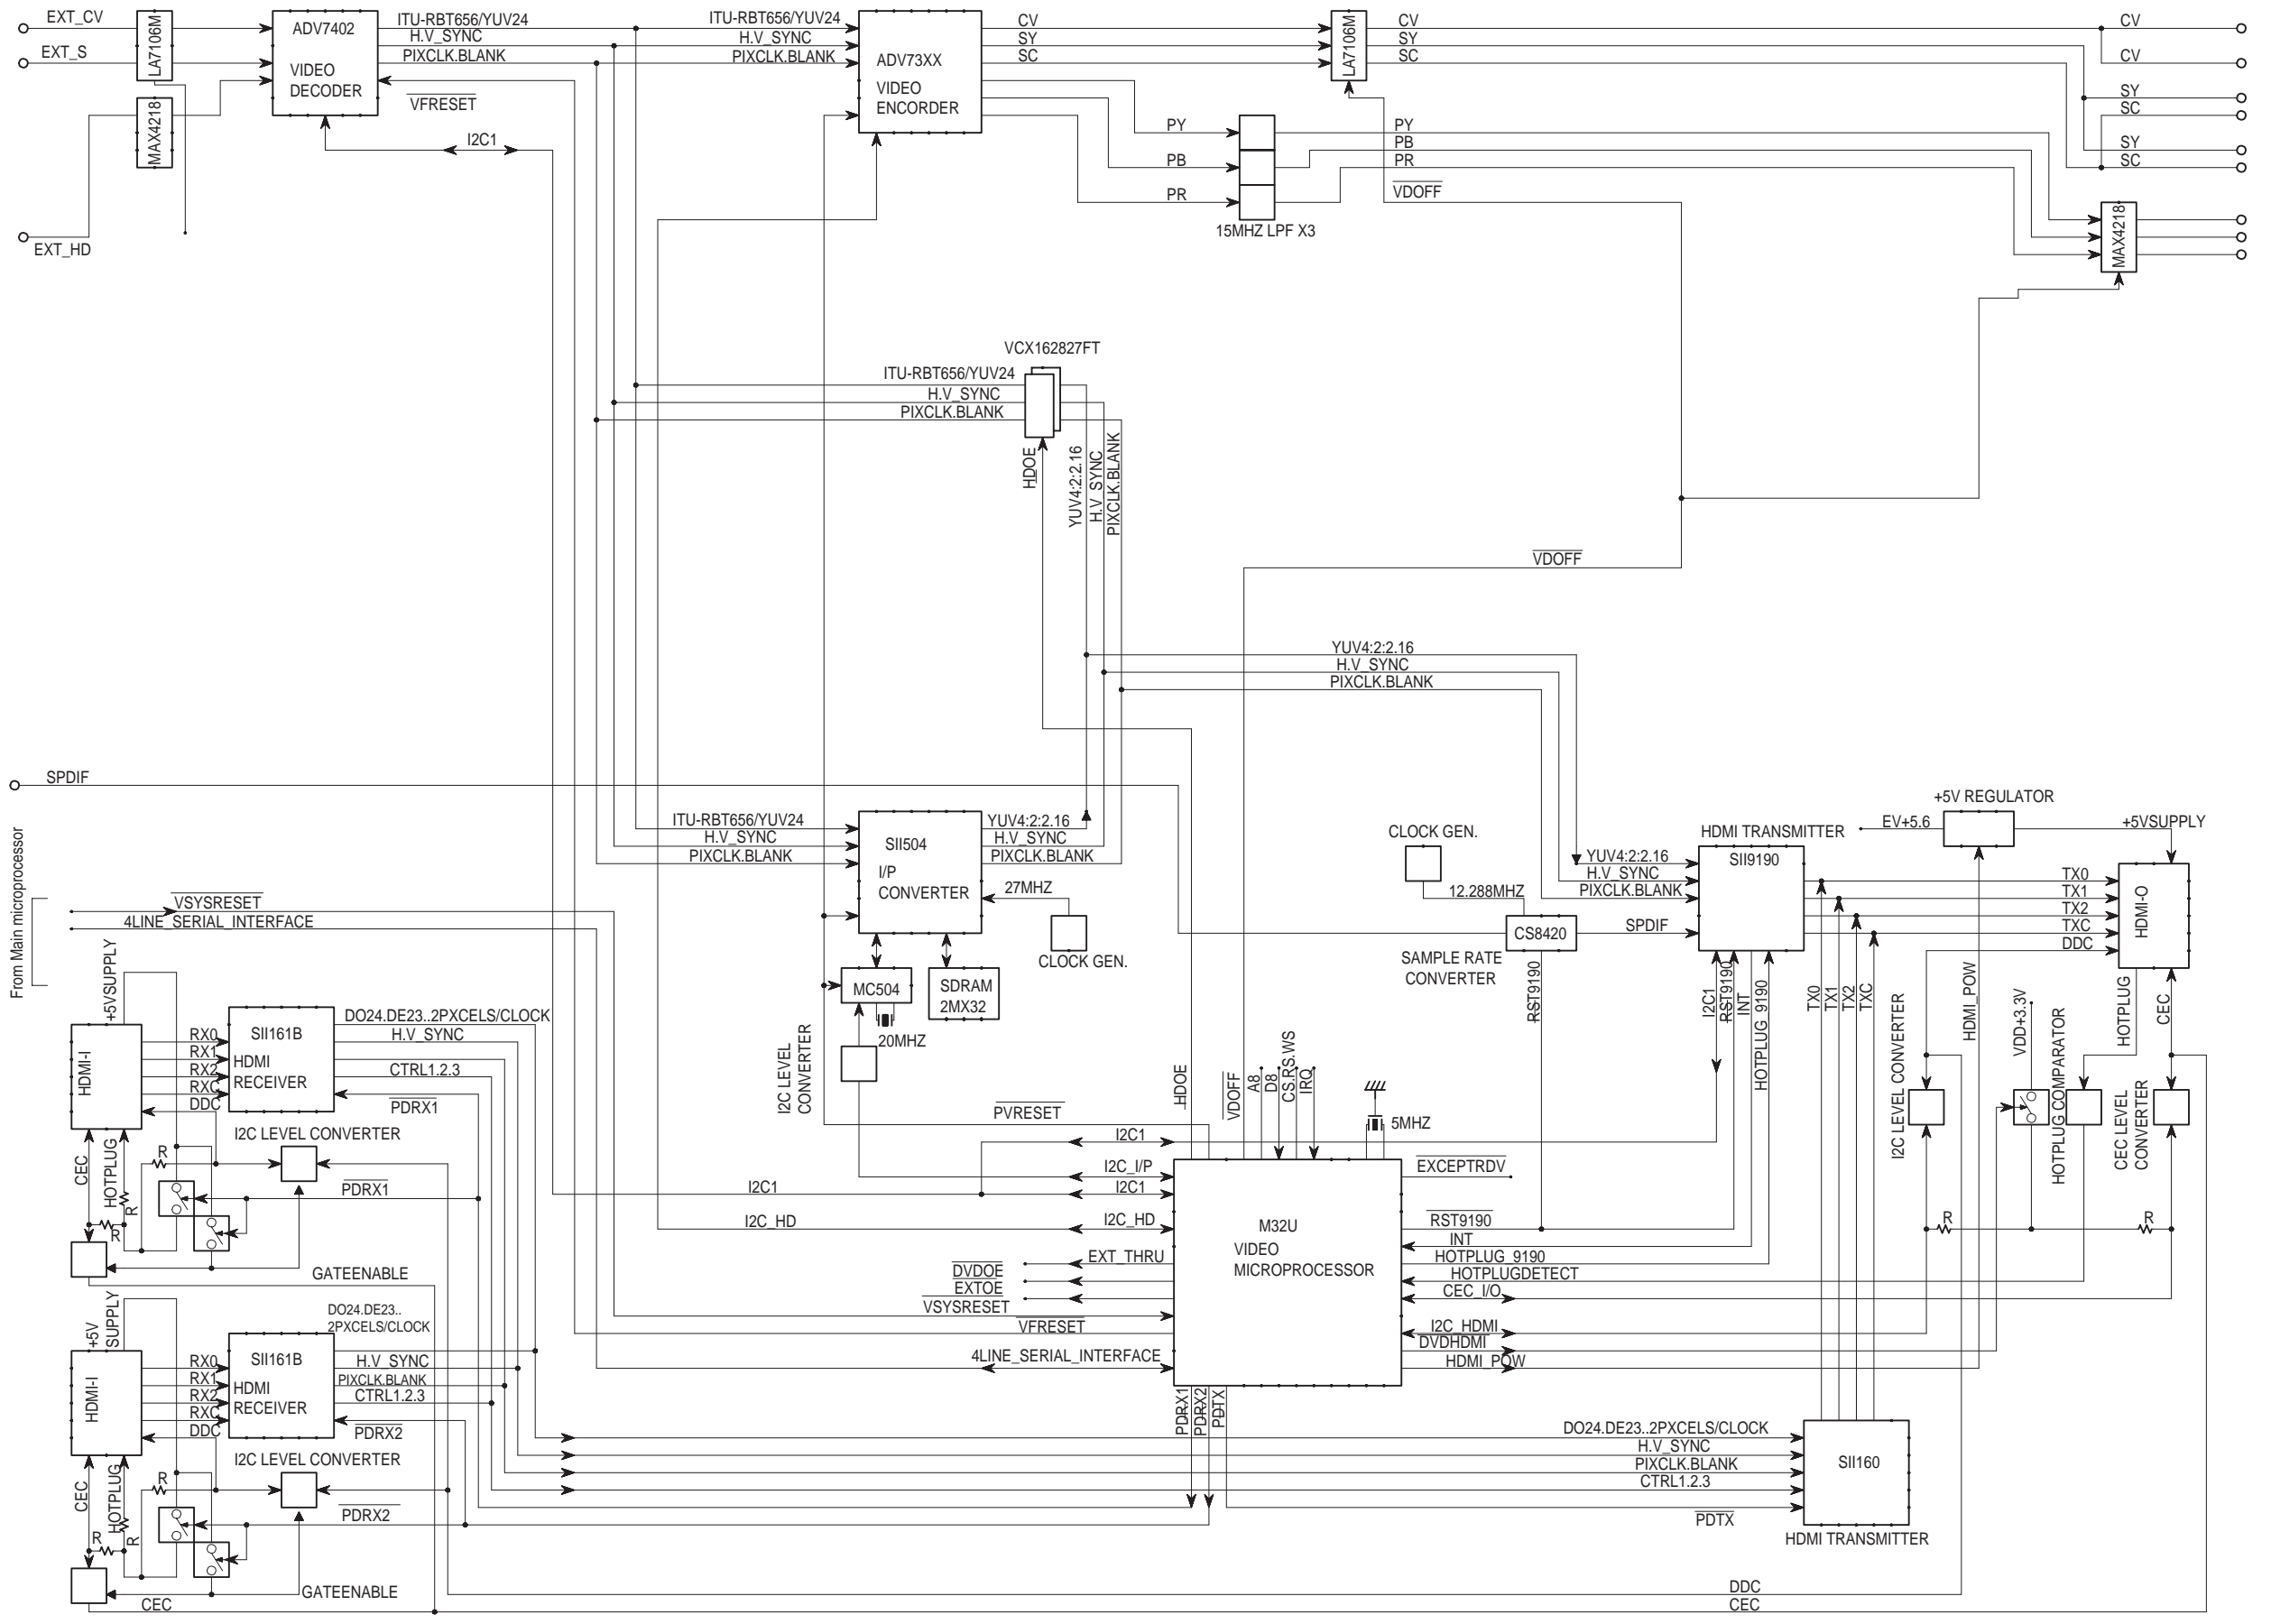 EXT_CV
EXT_S
EXT_HD
LA7106M
MAX4218
ADV7402
VIDEO
DECODER
ITU-RBT656/YUV24
H.V_SYNC
PIXCLK.BLANK
VFRESET
I2C1
ITU-RBT656/YUV24
H.V_SYNC
PIXCLK.BLANK
ADV73XX
VIDEO
ENCORDER
CV
SY
SC
PY
PB
PR
15MHZ LPF X3
LA7106M
CV
SY
SC
PY
PB
PR
VDOFF
CV
CV
SY
SC
SY
SC
MAX4218
VCX162827FT
ITU-RBT656/YUV24
H.V_SYNC
PIXCLK.BLANK
HDOE
YUV4:2:2.16
H.V_SYNC
PIXCLK.BLANK
VDOFF
YUV4:2:2.16
H.V_SYNC
PIXCLK.BLANK
SPDIF
From Main microprocessor
VSYSRESET
4LINE_SERIAL_INTERFACE
ITU-RBT656/YUV24
H.V_SYNC
PIXCLK.BLANK
SII504
I/P
CONVERTER
YUV4:2:2.16
H.V_SYNC
PIXCLK.BLANK
27MHZ
CLOCK GEN.
MC504
SDRAM
2MX32
20MHZ
I2C LEVEL
CONVERTER
CLOCK GEN.
12.288MHZ
CS8420
SAMPLE RATE
CONVERTER
SPDIF
RST9190
HDMI TRANSMITTER
SII9190
YUV4:2:2.16
H.V_SYNC
PIXCLK.BLANK
I2C1
RST9190
INT
HOTPLUG_9190
+5V REGULATOR
EV+5.6
+5VSUPPLY
TX0
TX1
TX2
TXC
DDC
HDMI-O
TX0
TX1
TX2
TXC
HDMI_POW
I2C LEVEL CONVERTER
VDD+3.3V
HOTPLUG COMPARATOR
HOTPLUG
CEC
CEC LEVEL
CONVERTER
R
R
+5VSUPPLY
HDMI-I
RX0
RX1
RX2
RXC
DDC
SII161B
HDMI
RECEIVER
DO24.DE23..2PXCELS/CLOCK
H.V_SYNC
CTRL1.2.3
PDRX1
I2C LEVEL CONVERTER
CEC
HOTPLUG
R
R
R
PDRX1
GATEENABLE
+5V
SUPPLY
HDMI-I
RX0
RX1
RX2
RXC
DDC
SII161B
HDMI
RECEIVER
DO24.DE23..
2PXCELS/CLOCK
H.V_SYNC
PIXCLK.BLANK
CTRL1.2.3
PDRX2
I2C LEVEL CONVERTER
CEC
HOTPLUG
R
R
R
PDRX2
GATEENABLE
CEC
PVRESET
HDOE
VDOFF
A8
D8
CS.RS.WS
IRQ
5MHZ
I2C1
I2C_I/P
I2C1
I2C1
I2C_HD
I2C_HD
EXT_THRU
DVDOE
EXTOE
VSYSRESET
VFRESET
4LINE_SERIAL_INTERFACE
M32U
VIDEO
MICROPROCESSOR
EXCEPTRDV
RST9190
INT
HOTPLUG_9190
HOTPLUGDETECT
CEC_I/O
I2C_HDMI
DVDHDMI
HDMI_POW
PDRX1
PDRX2
PDTX
DO24.DE23..2PXCELS/CLOCK
H.V_SYNC
PIXCLK.BLANK
CTRL1.2.3
PDTX
SII160
HDMI TRANSMITTER
DDC
CEC